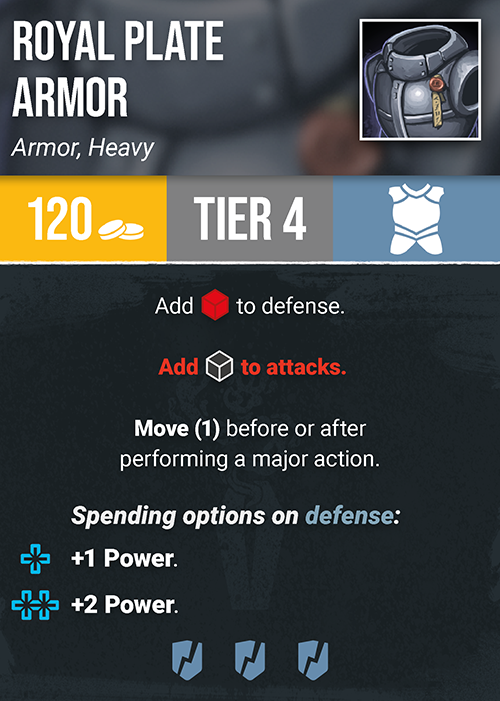 ROYAL PLATE
ARMOR
Armor, Heavy
120
TIER 4
Add to defense.
Add to attacks.
Move (1) before or after
performing a major action.
Spending options on defense:
+1 Power.
+2 Power.